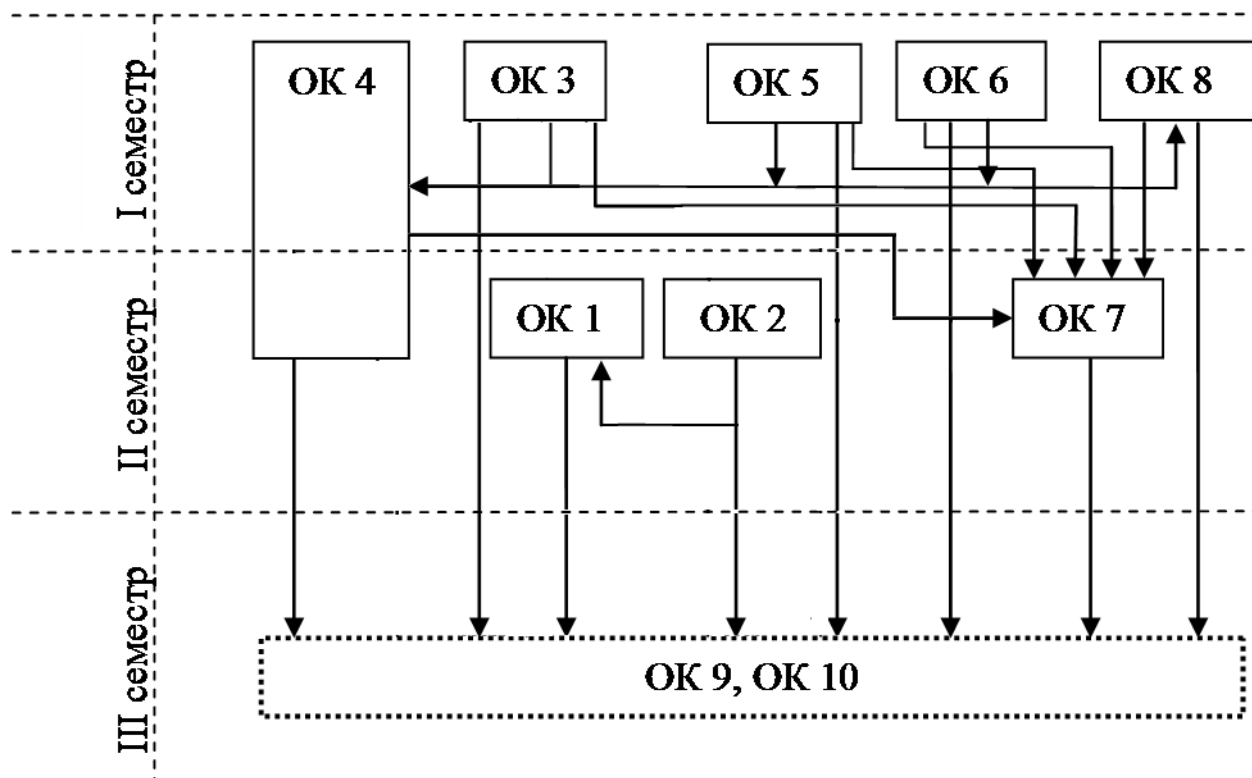 I семестр
ОК 4
ОК 3
ОК 5
ОК 6
ОК 8
II семестр
ОК 1
ОК 2
ОК 7
III семестр
ОК 9, ОК 10